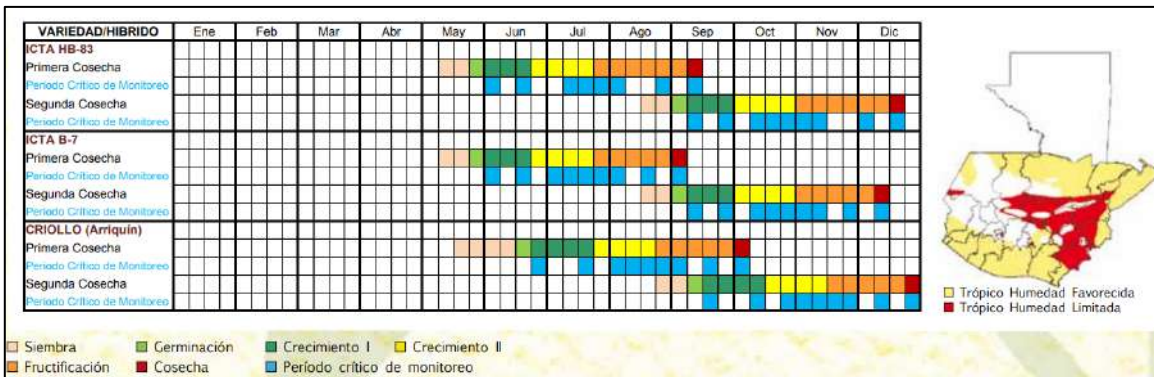 VARIEDAD/HIBRIDO Ene Feb Mar Abr May Jun Jul Ago Sep Oct Nov Dic
ICTA HB-83
Primera Cosecha
Periodo Crítico de Monitoreo
Segunda Cosecha
Periodo Crítico de Monitoreo
ICTA B-7
Primera Cosecha
Periodo Crítico de Monitoreo
Segunda Cosecha
Periodo Crítico de Monitoreo
CRIOLLO (Arriquín)
Primera Cosecha
Periodo Crítico de Monitoreo
Segunda Cosecha
Periodo Crítico de Monitoreo
Trópico Humedad Favorecida
Trópico Humedad Limitada
Siembra Germinación Crecimiento I Crecimiento II
Fructificación Cosecha Período crítico de monitoreo